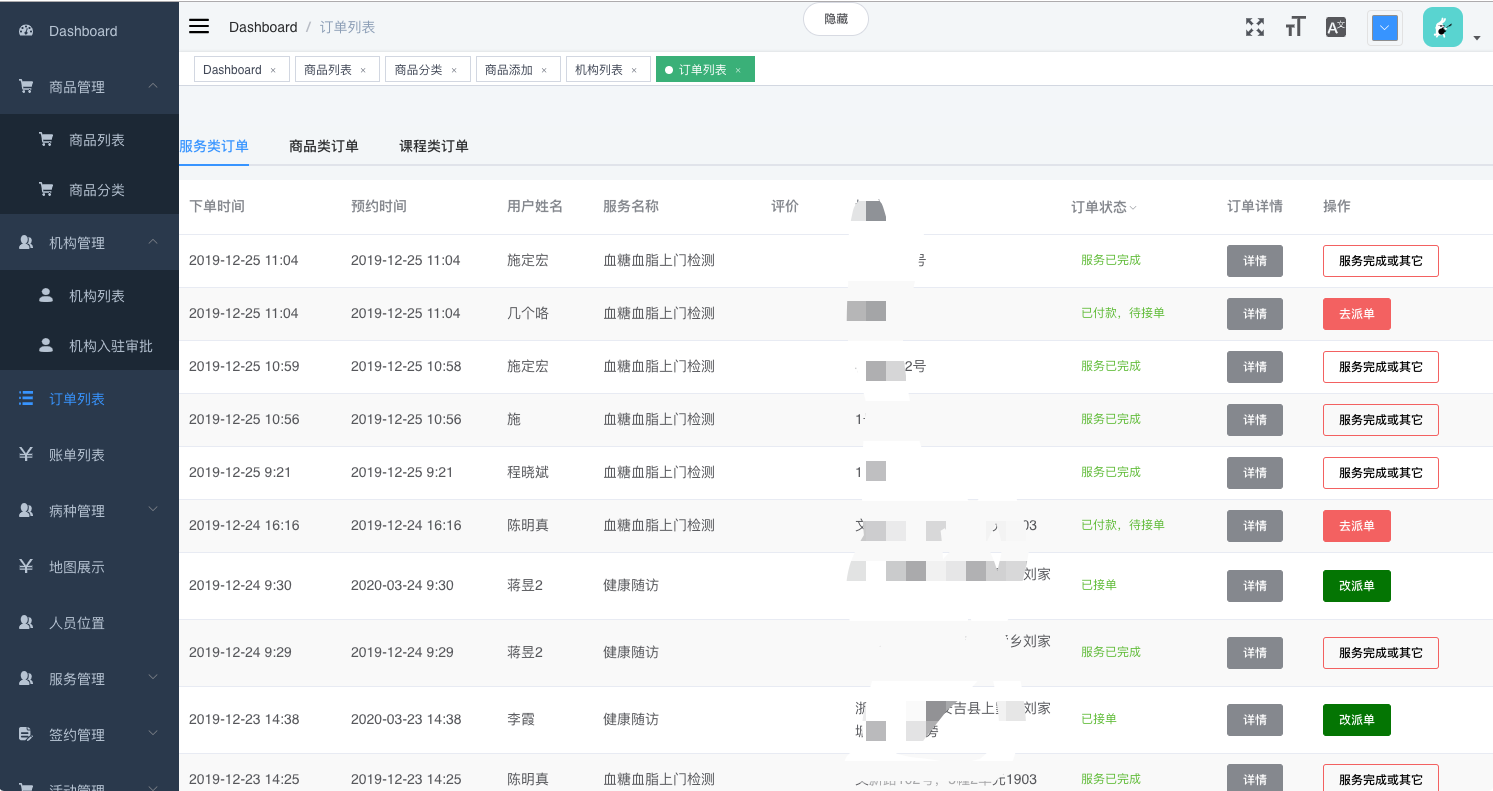 Dashboard
商品管理
商品列表
商品分类
机构管理
机构列表
机构入驻审批
订单列表
账单列表
病种管理
地图展示
人员位置
服务管理
签约管理
活动管理
Dashboard / 订单列表
隐藏
Dashboard × 商品列表 × 商品分类 × 商品添加 × 机构列表 × 订单列表 ×
服务类订单 商品类订单 课程类订单
下单时间 预约时间 用户姓名 服务名称 评价 订单状态 订单详情 操作
2019-12-25 11:04 2019-12-25 11:04 施定宏 血糖血脂上门检测 号 服务已完成 详情 服务完成或其它
2019-12-25 11:04 2019-12-25 11:04 几个咯 血糖血脂上门检测 已付款，待接单 详情 去派单
2019-12-25 10:59 2019-12-25 10:58 施定宏 血糖血脂上门检测 2号 服务已完成 详情 服务完成或其它
2019-12-25 10:56 2019-12-25 10:56 施 血糖血脂上门检测 1 服务已完成 详情 服务完成或其它
2019-12-25 9:21 2019-12-25 9:21 程晓斌 血糖血脂上门检测 1 服务已完成 详情 服务完成或其它
2019-12-24 16:16 2019-12-24 16:16 陈明真 血糖血脂上门检测 文 03 已付款，待接单 详情 去派单
2019-12-24 9:30 2020-03-24 9:30 蒋昱2 健康随访 刘家 已接单 详情 改派单
2019-12-24 9:29 2019-12-24 9:29 蒋昱2 健康随访 乡刘家 服务已完成 详情 服务完成或其它
2019-12-23 14:38 2020-03-23 14:38 李霞 健康随访 浙 吉县上 刘家 已接单 详情 改派单
2019-12-23 14:25 2019-12-23 14:25 陈明真 血糖血脂上门检测 元1903 服务已完成 详情 服务完成或其它